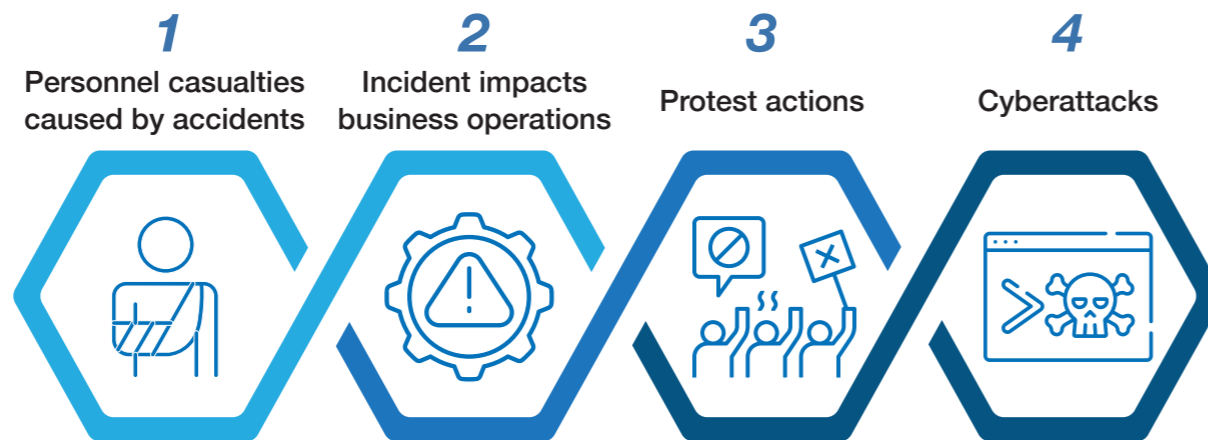 1
Personnel casualties
caused by accidents
2
Incident impacts
business operations
3
Protest actions
4
Cyberattacks